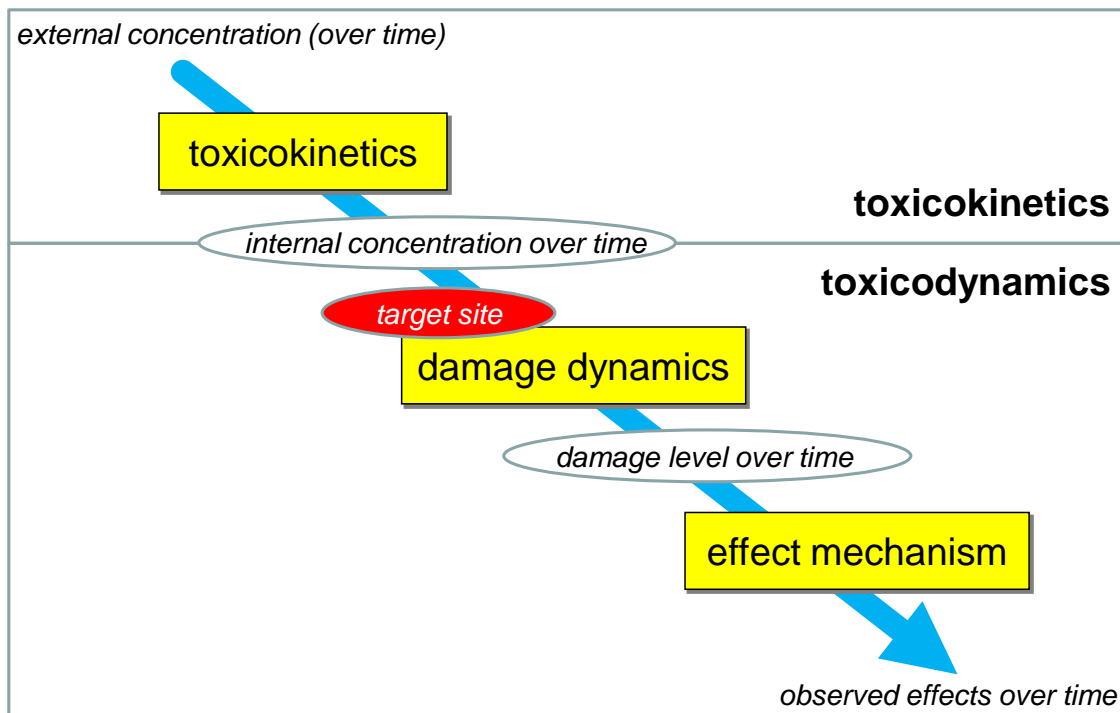 external concentration (over time)
toxicokinetics
toxicokinetics
internal concentration over time
toxicodynamics
target site
damage dynamics
damage level over time
effect mechanism
observed effects over time